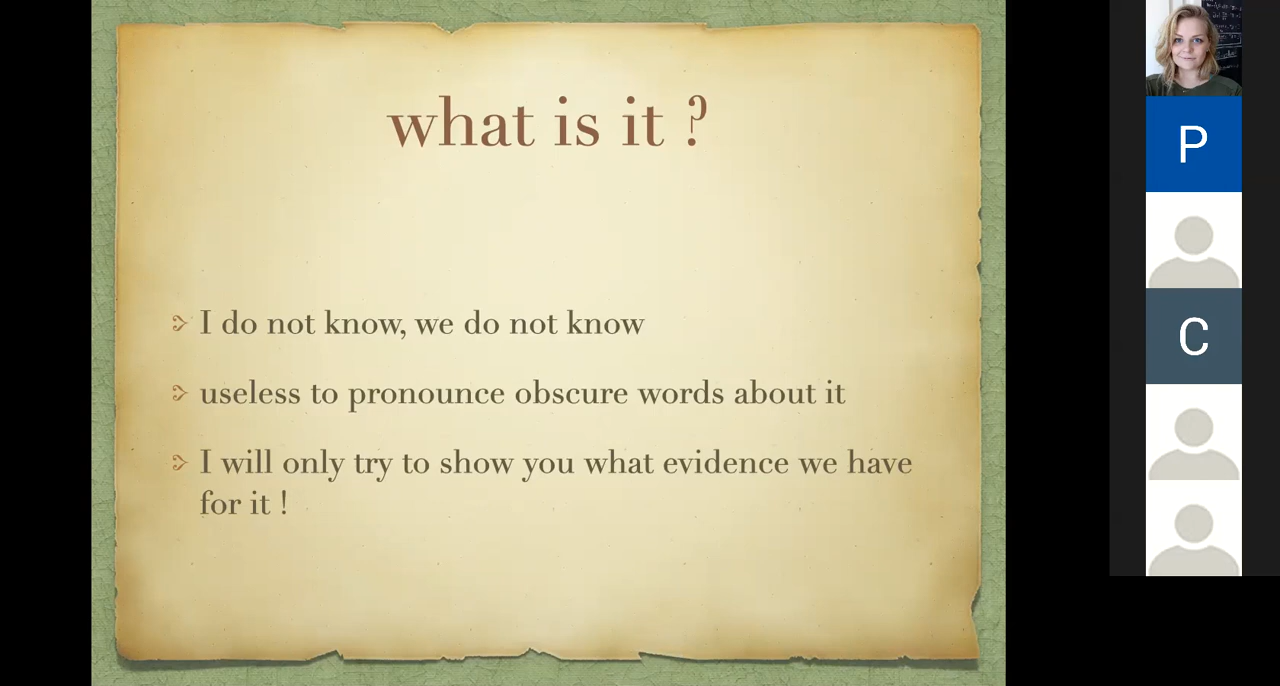 what is it ?
I do not know, we do not know
useless to pronounce obscure words about it
I will only try to show you what evidence we have
for it !
P
C